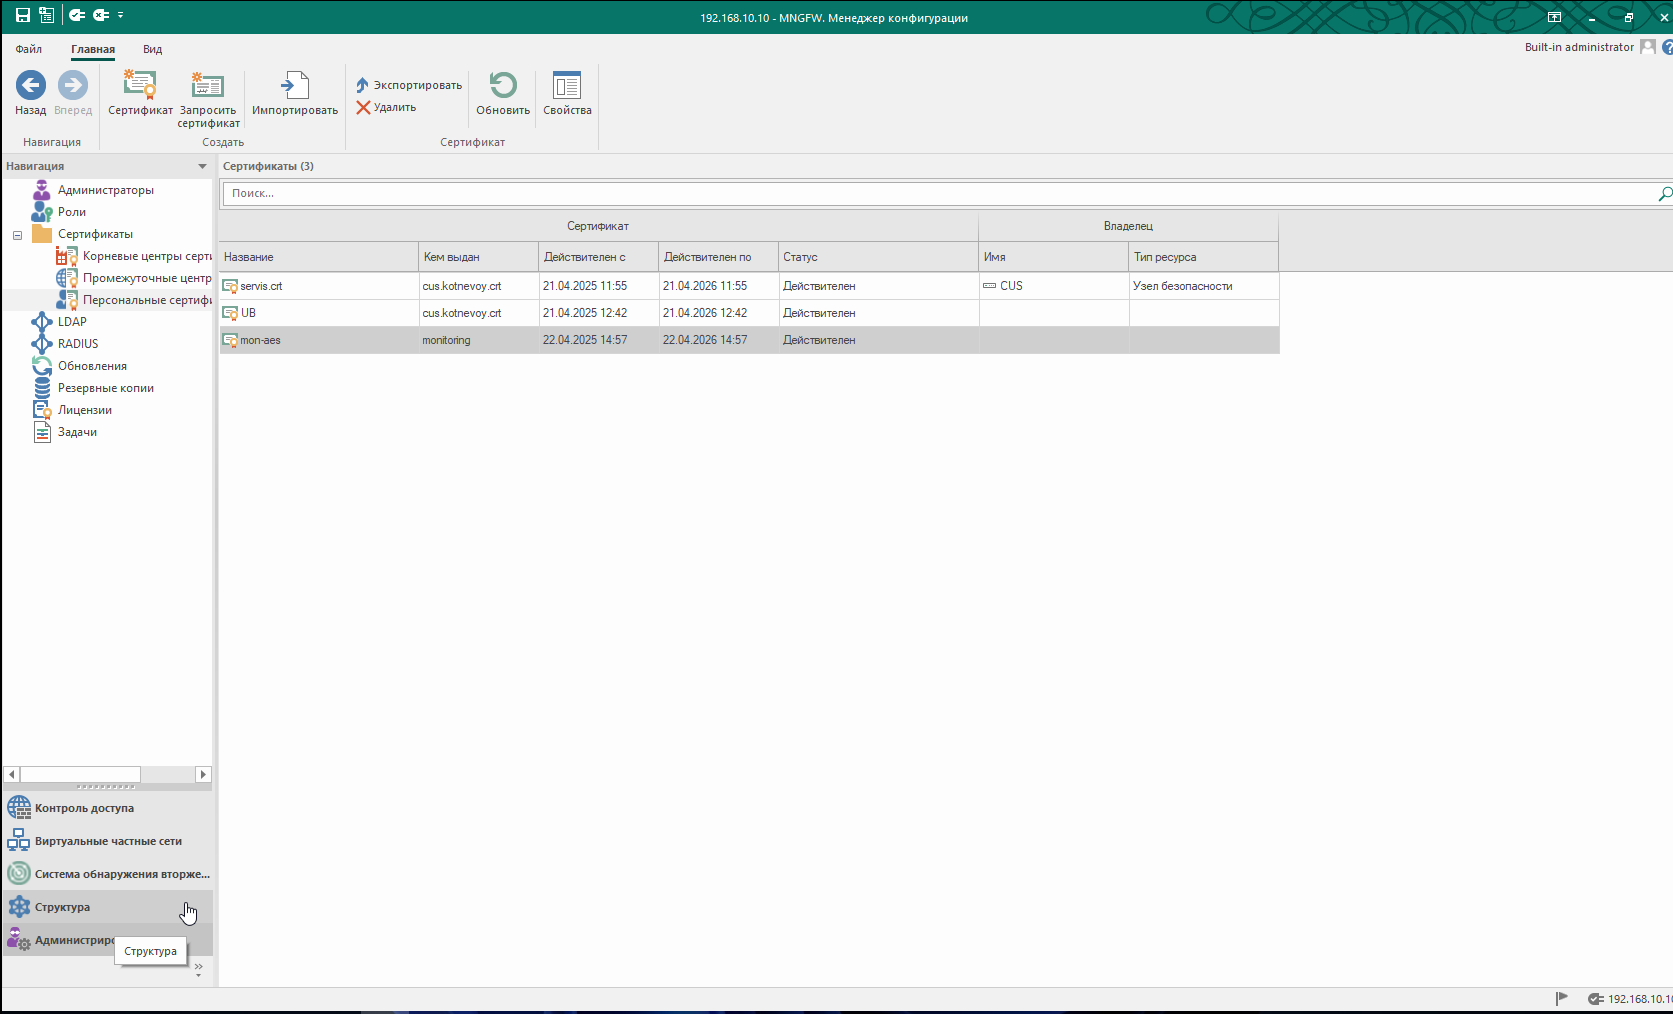 192.168.10.10 - MNGFW. Менеджер конфигурации
Файл Главная Вид
Built-in administrator
Назад
Вперед
Навигация
Сертификат
Запросить сертификат
Импортировать
Создать
Экспортировать
Удалить
Обновить
Свойства
Сертификат
Навигация
Администраторы
Роли
Сертификаты
Корневые центры серти
Промежуточные центр
Персональные сертифи
LDAP
RADIUS
Обновления
Резервные копии
Лицензии
Задачи
Контроль доступа
Виртуальные частные сети
Система обнаружения вторже...
Структура
Администриро
Структура
Сертификаты (3)
Поиск...
Сертификат Владелец
Название Кем выдан Действителен с Действителен по Статус Имя Тип ресурса
servis.crt cus.kotnevoy.crt 21.04.2025 11:55 21.04.2026 11:55 Действителен CUS Узел безопасности
UB cus.kotnevoy.crt 21.04.2025 12:42 21.04.2026 12:42 Действителен
mon-aes monitoring 22.04.2025 14:57 22.04.2026 14:57 Действителен
192.168.10.10